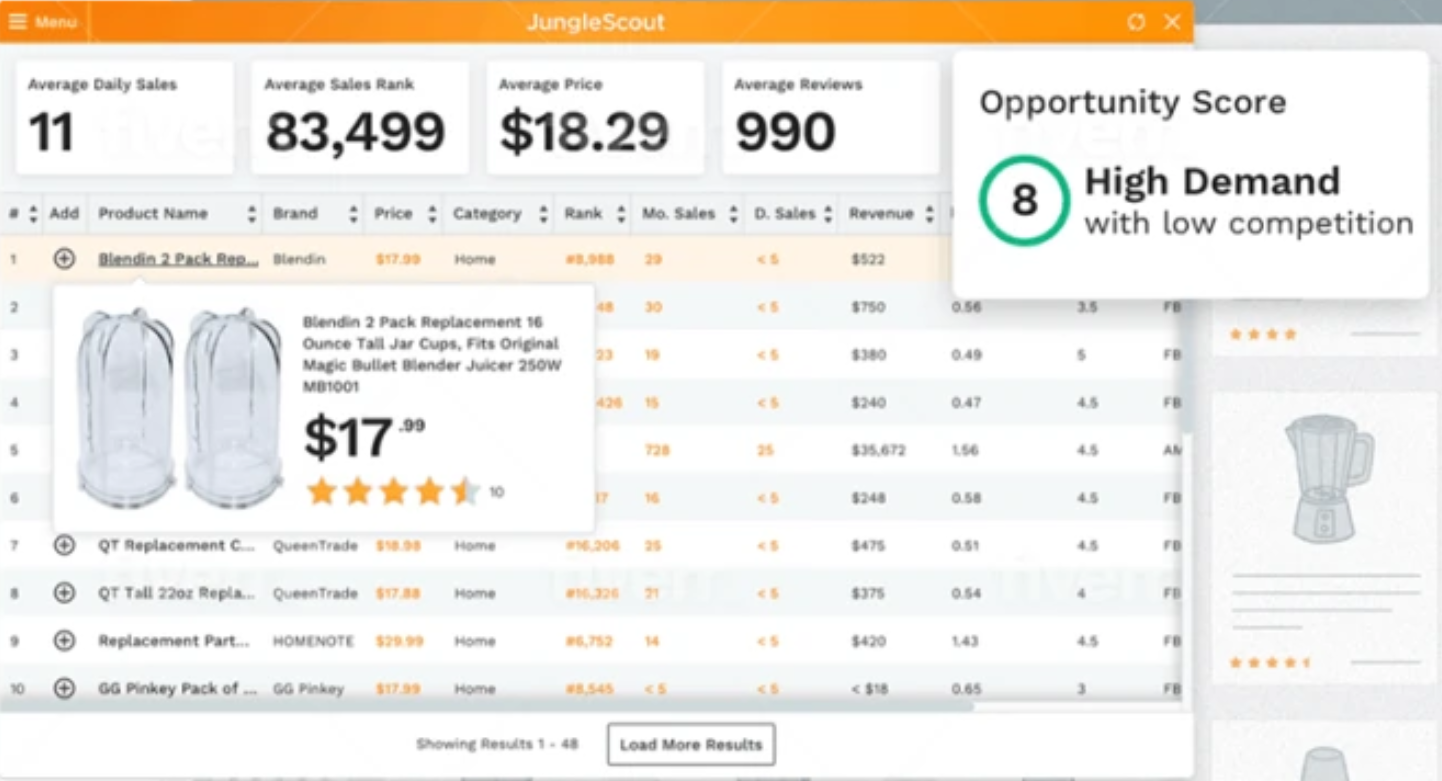 Menu
JungleScout
Average Daily Sales
11
Average Sales Rank
83,499
Average Price
$18.29
Average Reviews
990
Opportunity Score
8
High Demand
with low competition
# Add Product Name Brand Price Category Rank Mo. Sales D. Sales Revenue
1 Blendin 2 Pack Rep... Blendin $17.99 Home #8,988 29 < 5 $522
2 48 30 < 5 $750 0.56 3.5 FB
3 23 19 < 5 $380 0.49 5 FB
4 426 15 < 5 $240 0.47 4.5 FB
5 728 25 $35,672 1.56 4.5 AM
6 17 16 < 5 $248 0.58 4.5 FB
Blendin 2 Pack Replacement 16
Ounce Tall Jar Cups, Fits Original
Magic Bullet Blender Juicer 250W
MB1001
$17.99
10
7 QT Replacement C... QueenTrade $18.98 Home #16,206 25 < 5 $475 0.51 4.5 FB
8 QT Tall 22oz Repla... QueenTrade $17.88 Home #16,326 21 < 5 $375 0.54 4 FB
9 Replacement Part... HOMENOTE $29.99 Home #6,752 14 < 5 $420 1.43 4.5 FB
10 GG Pinkey Pack of ... GG Pinkey $17.99 Home #8,545 < 5 < 5 < $18 0.65 3 FB
Showing Results 1 - 48
Load More Results
fiverr